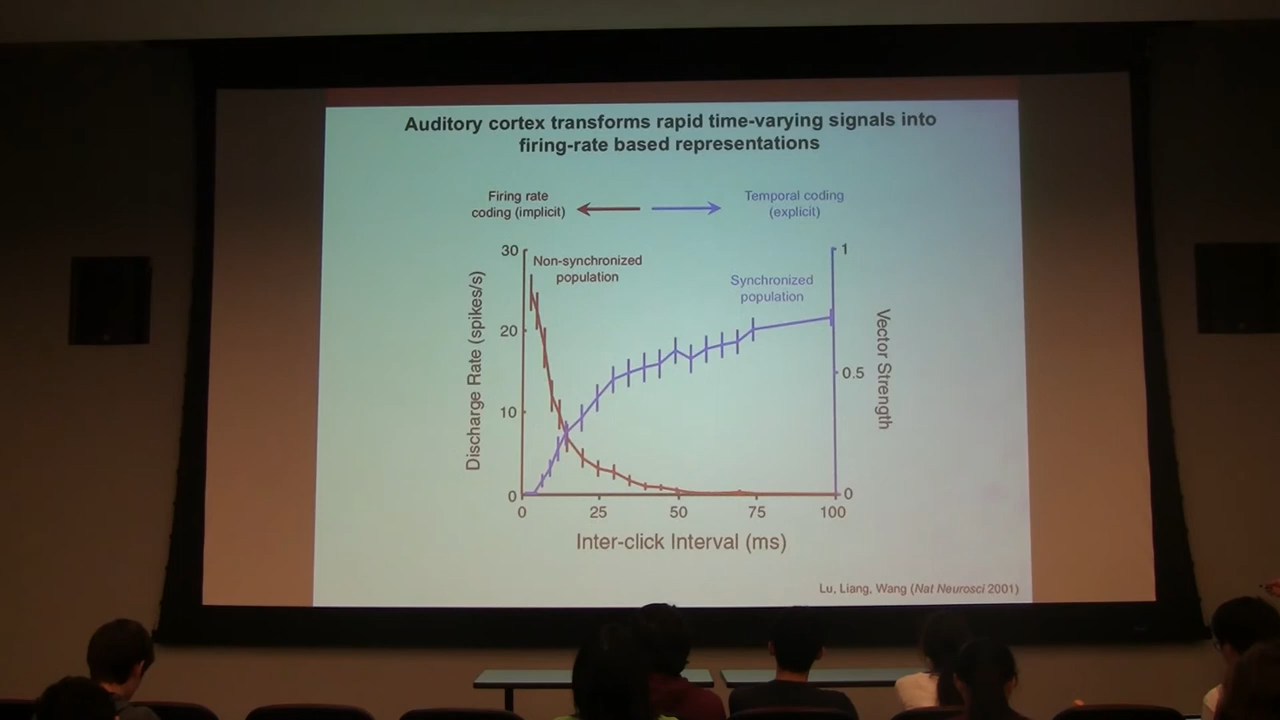 Auditory cortex transforms rapid time-varying signals into
firing-rate based representations
Firing rate
coding (implicit)
Temporal coding
(explicit)
Non-synchronized
population
Synchronized
population
Discharge Rate (spikes/s)
30
20
10
0
1
0.5
0
Vector Strength
0 25 50 75 100
Inter-click Interval (ms)
Lu, Liang, Wang (Nat Neurosci 2001)